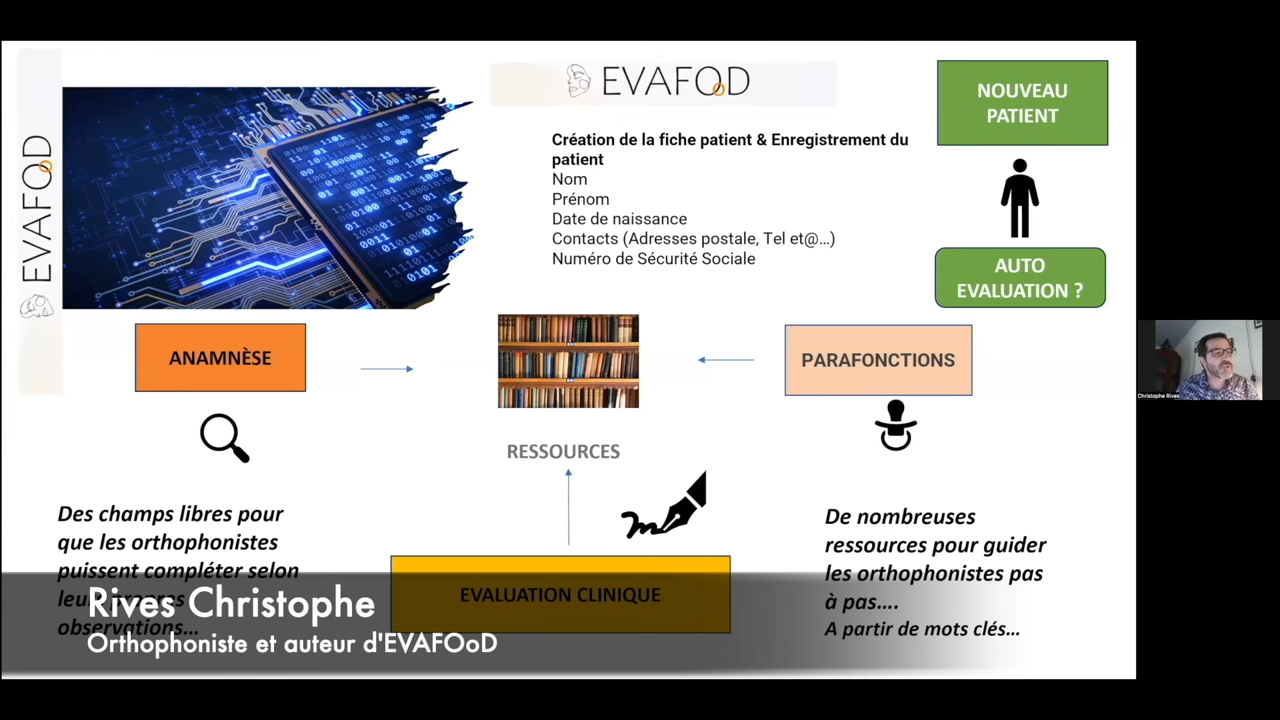 EVAFOoD
EVAFOoD
Création de la fiche patient & Enregistrement du
patient
Nom
Prénom
Date de naissance
Contacts (Adresses postale, Tel et@...)
Numéro de Sécurité Sociale
NOUVEAU
PATIENT
AUTO
EVALUATION ?
ANAMNÈSE
PARAFONCTIONS
RESSOURCES
Des champs libres pour
que les orthophonistes
puissent compléter selon
leurs propres
observations...
EVALUATION CLINIQUE
De nombreuses
ressources pour guider
les orthophonistes pas
à pas....
A partir de mots clés...
Rives Christophe
Orthophoniste et auteur d'EVAFOoD
Christophe Rives